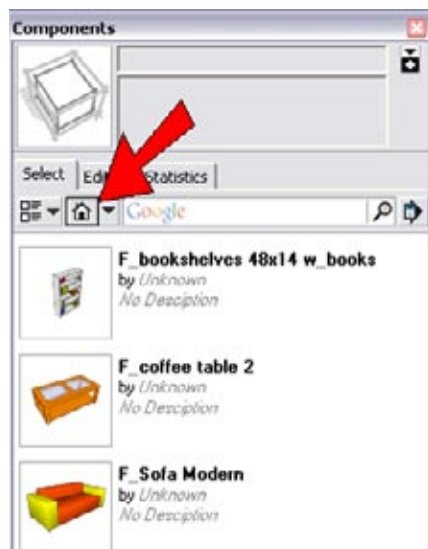 Components
Select Edit Statistics
Google
F_bookshelves 48x14 w_books
by Unknown
No Desciption
F_coffee table 2
by Unknown
No Desciption
F_Sofa Modern
by Unknown
No Desciption